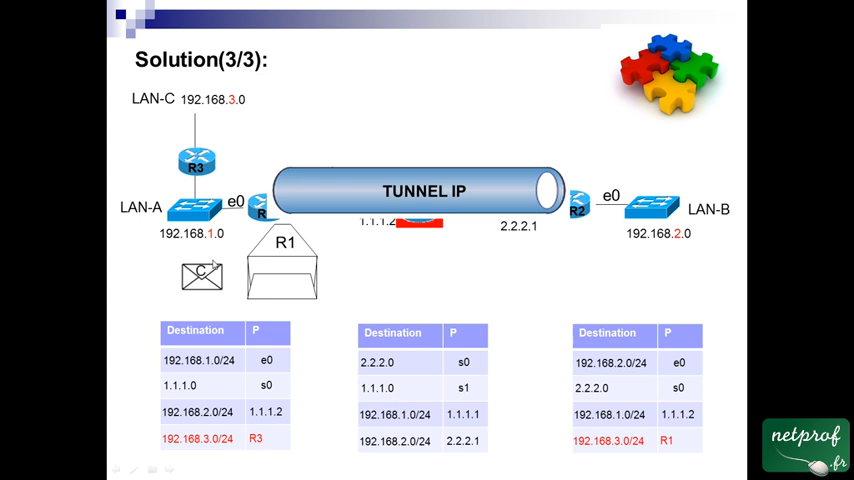 Solution(3/3):
LAN-C 192.168.3.0
R3
TUNNEL IP
LAN-A
e0
R
R2
e0
LAN-B
192.168.1.0
1.1.1.2
2.2.2.1
192.168.2.0
R1
C
Destination P
192.168.1.0/24 e0
1.1.1.0 s0
192.168.2.0/24 1.1.1.2
192.168.3.0/24 R3
Destination P
2.2.2.0 s0
1.1.1.0 s1
192.168.1.0/24 1.1.1.1
192.168.2.0/24 2.2.2.1
Destination P
192.168.2.0/24 e0
2.2.2.0 s0
192.168.1.0/24 1.1.1.2
192.168.3.0/24 R1
netprof
.fr